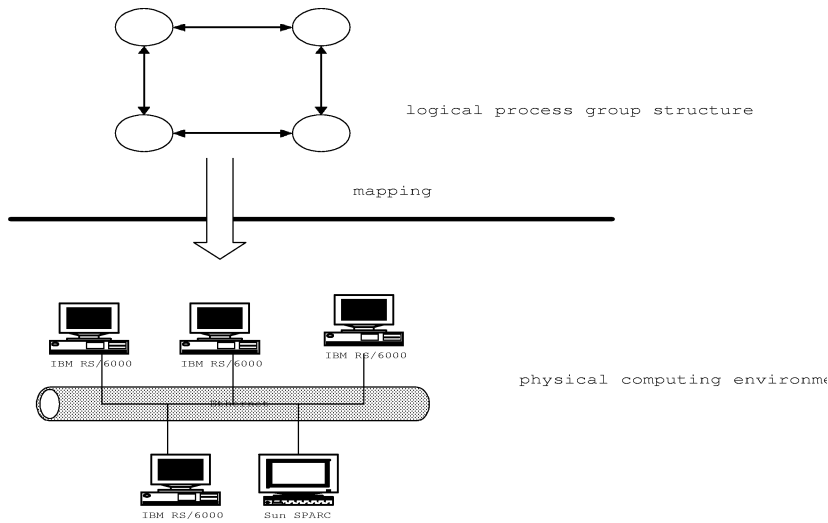 logical process group structure
mapping
IBM RS/6000
IBM RS/6000
IBM RS/6000
physical computing environme
Ethernet
IBM RS/6000
Sun SPARC